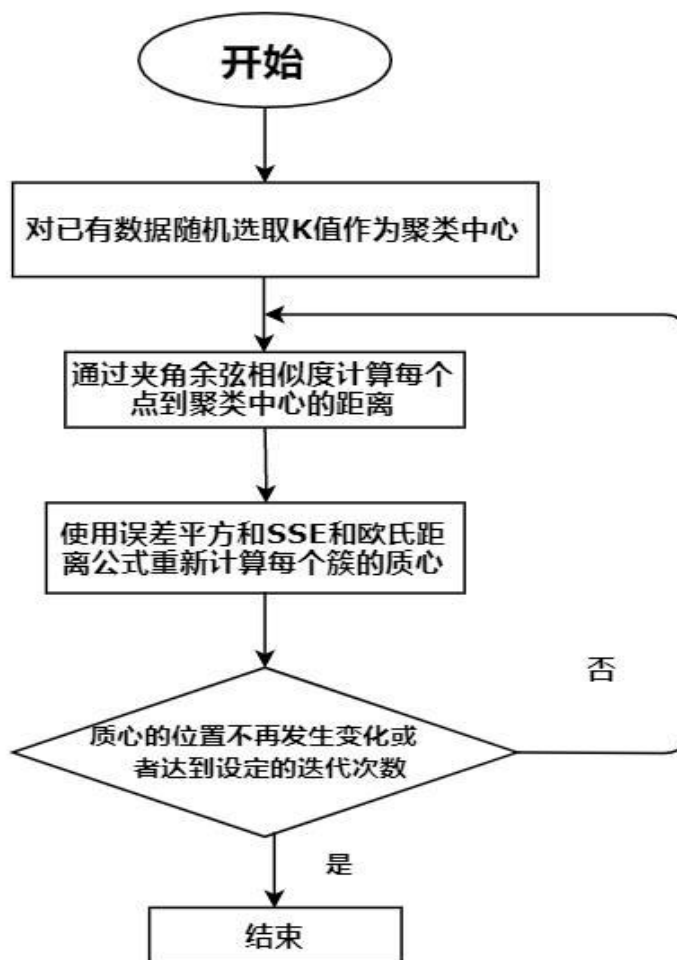 开始
对已有数据随机选取K值作为聚类中心
通过夹角余弦相似度计算每个
点到聚类中心的距离
使用误差平方和SSE和欧氏距
离公式重新计算每个簇的质心
否
质心的位置不再发生变化或
者达到设定的迭代次数
是
结束